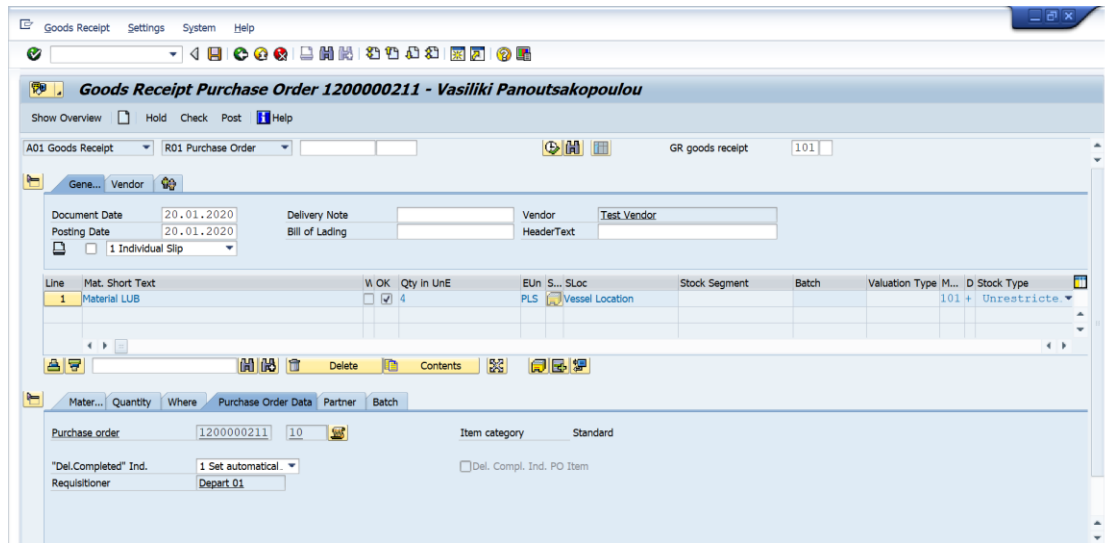 Goods Receipt Settings System Help
Goods Receipt Purchase Order 1200000211 - Vasiliki Panoutsakopoulou
Show Overview Hold Check Post Help
A01 Goods Receipt R01 Purchase Order GR goods receipt 101
Gene... Vendor
Document Date 20.01.2020 Delivery Note Vendor Test Vendor
Posting Date 20.01.2020 Bill of Lading HeaderText
1 Individual Slip
Line Mat. Short Text W OK Qty in UnE EUn S... SLoc Stock Segment Batch Valuation Type M... D Stock Type
1 Material LUB 4 PLS Vessel Location 101 + Unrestricte.
Delete Contents
Mater... Quantity Where Purchase Order Data Partner Batch
Purchase order 1200000211 10 Item category Standard
"Del.Completed" Ind. 1 Set automatical. Del. Compl. Ind. PO Item
Requisitioner Depart 01